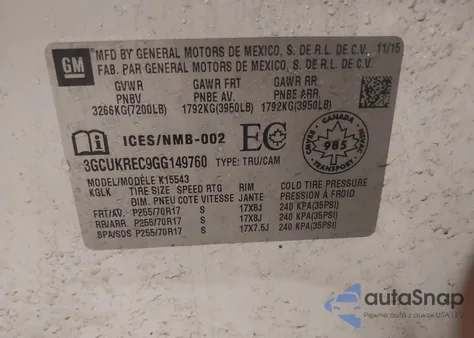 GM
MFD BY GENERAL MOTORS DE MEXICO, S. DE R.L. DE C.V. 11/15
FAB. PAR GENERAL MOTORS DE MEXICO, S. DE R.L. DE C.V.
GVWR GAWR FRT GAWR RR
PNBV PNBE AV. PNBE ARR.
3266KG(7200LB) 1792KG(3950LB) 1792KG(3950LB)
ICES/NMB-002 EC
CANADA
CMVSS 985 NSVAC
TRANSPORT
3GCUKREC9GG149760 TYPE: TRU/CAM
MODEL/MODÈLE K15543
KGLK TIRE SIZE SPEED RTG RIM COLD TIRE PRESSURE
DIM. PNEU COTE VITESSE JANTE PRESSION À FROID
FRT/AV. P255/70R17 S 17X8J 240 KPA(35PSI)
RR/ARR P255/70R17 S 17X8J 240 KPA(35PSI)
SPA/SOS P255/70R17 S 17X7.5J 240 KPA(35PSI)
autoSnap